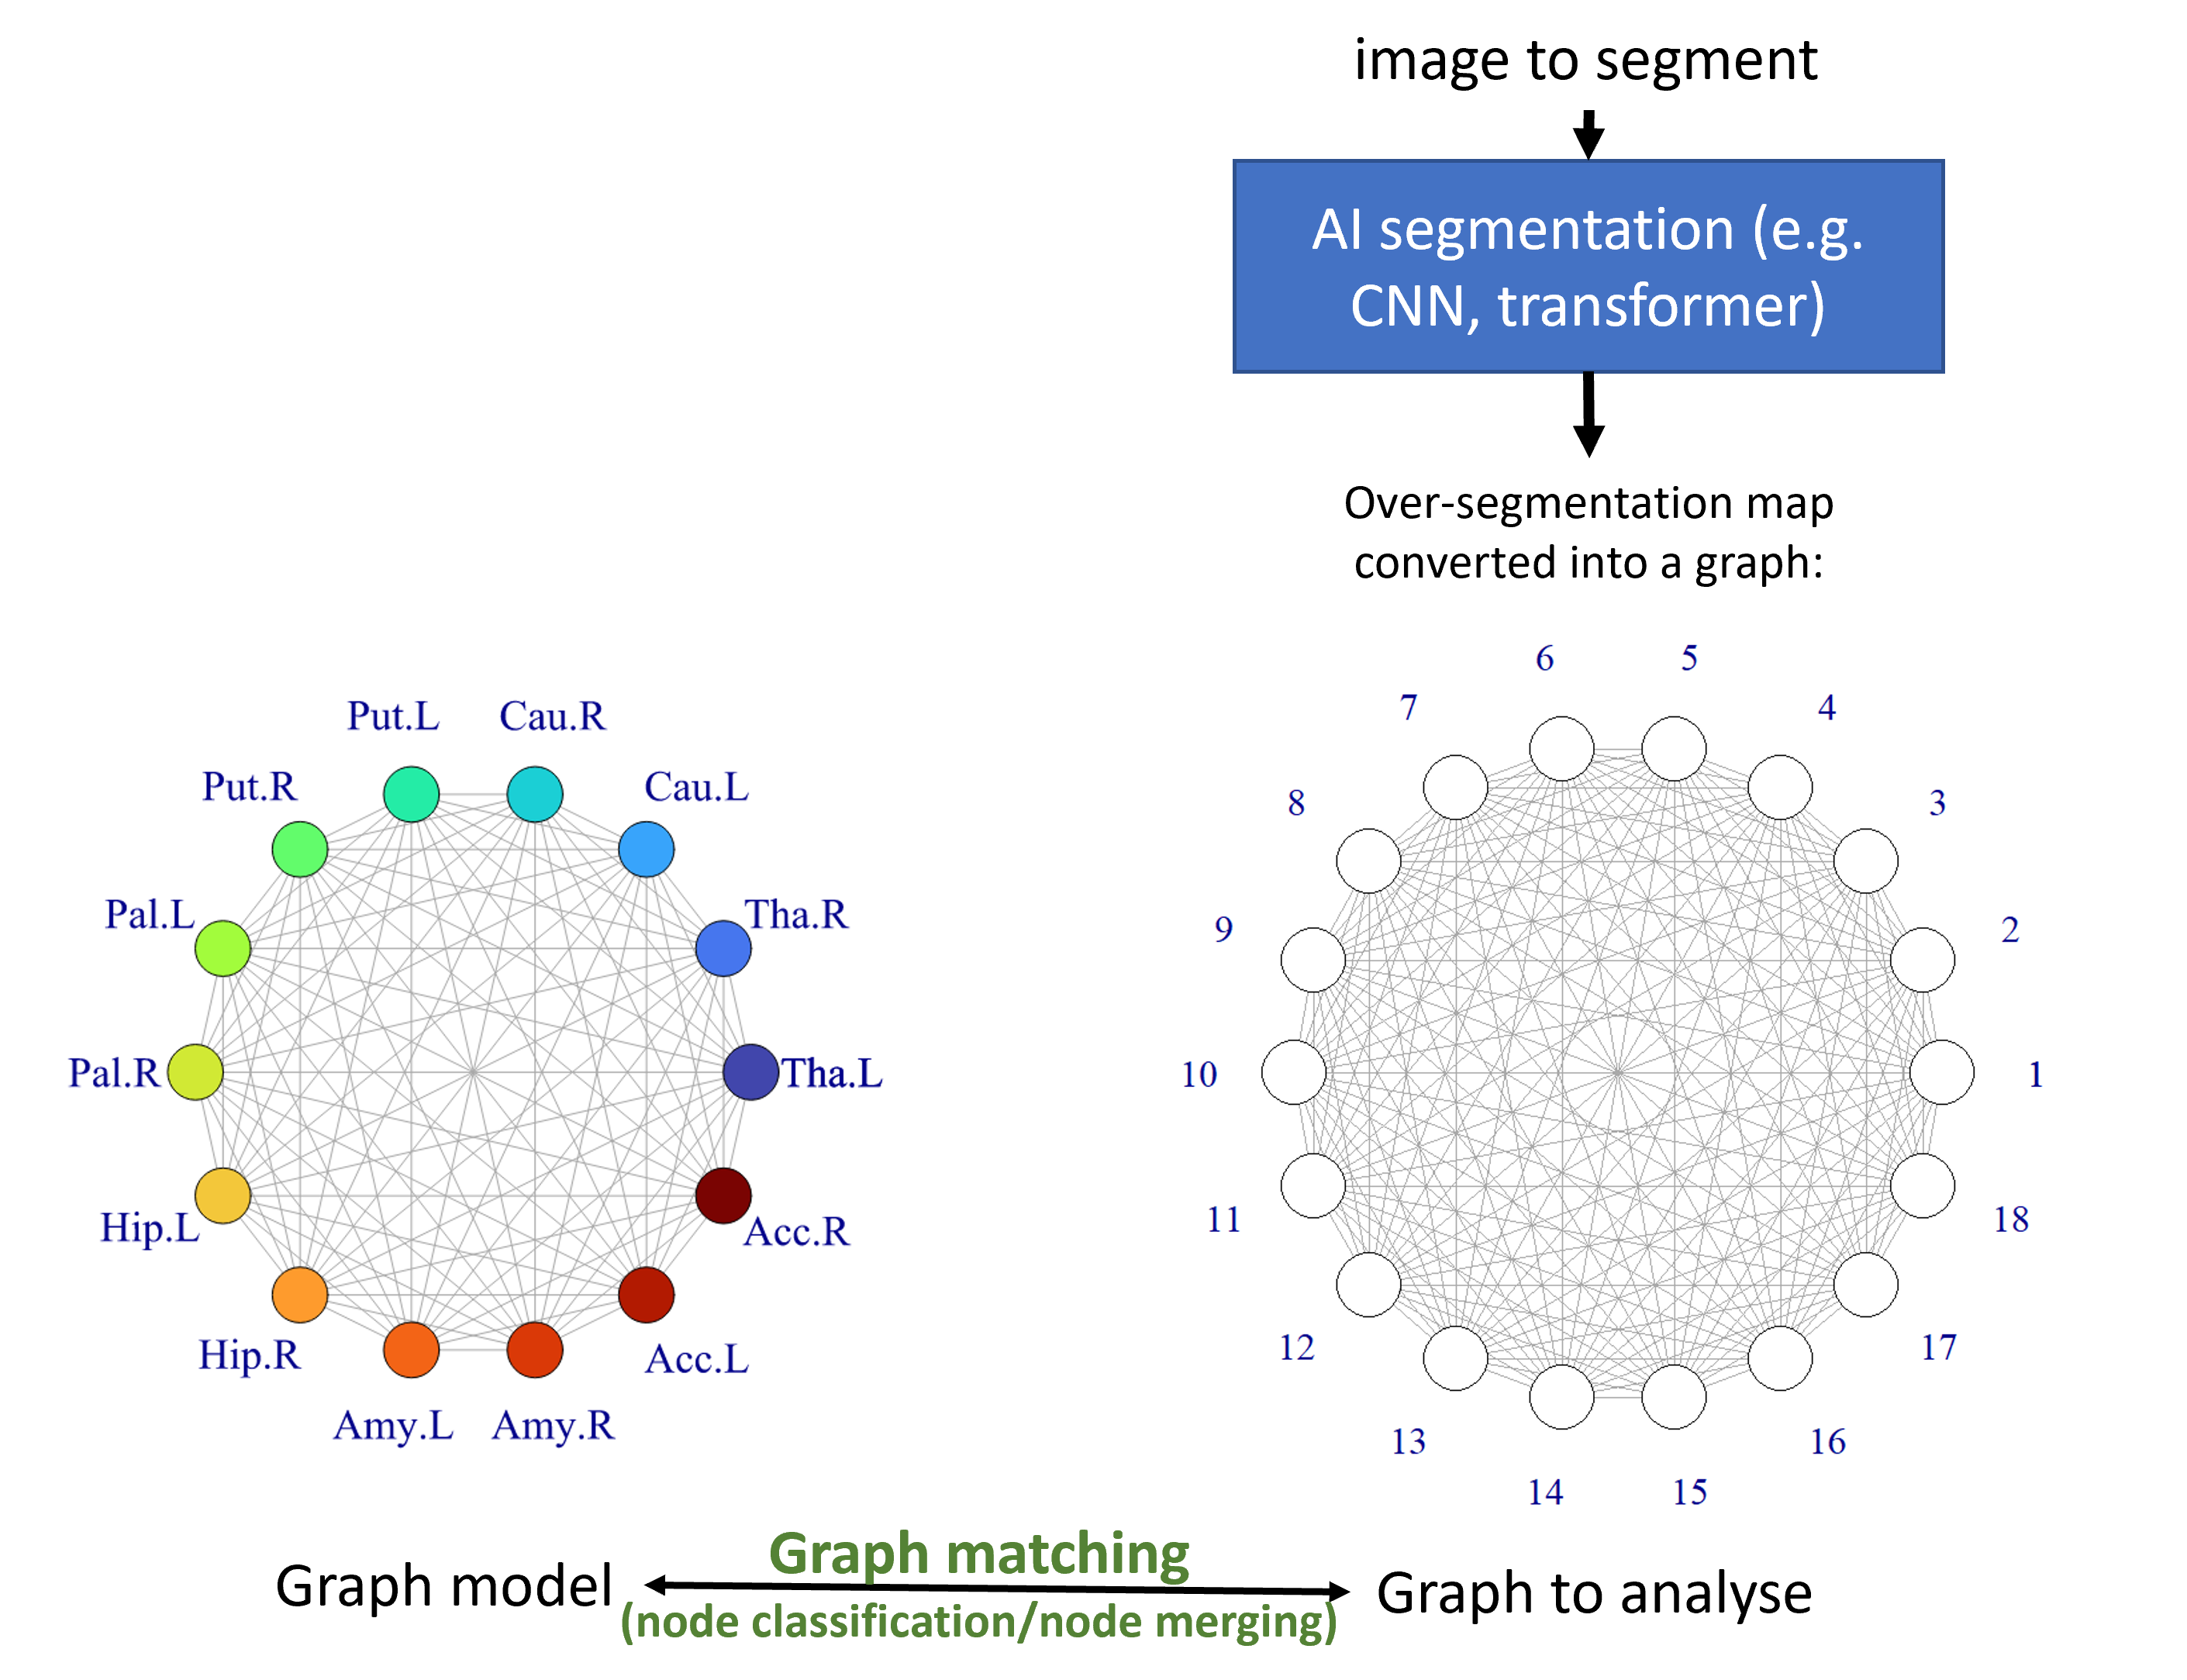 image to segment
AI segmentation (e.g.
CNN, transformer)
Over-segmentation map
converted into a graph:
Put.L
Cau.R
Put.R
Cau.L
Pal.L
Tha.R
Pal.R
Tha.L
Hip.L
Acc.R
Hip.R
Acc.L
Amy.L
Amy.R
6
5
7
4
8
3
9
2
10
1
11
18
12
17
13
16
14
15
Graph model
Graph matching
(node classification/node merging)
Graph to analyse